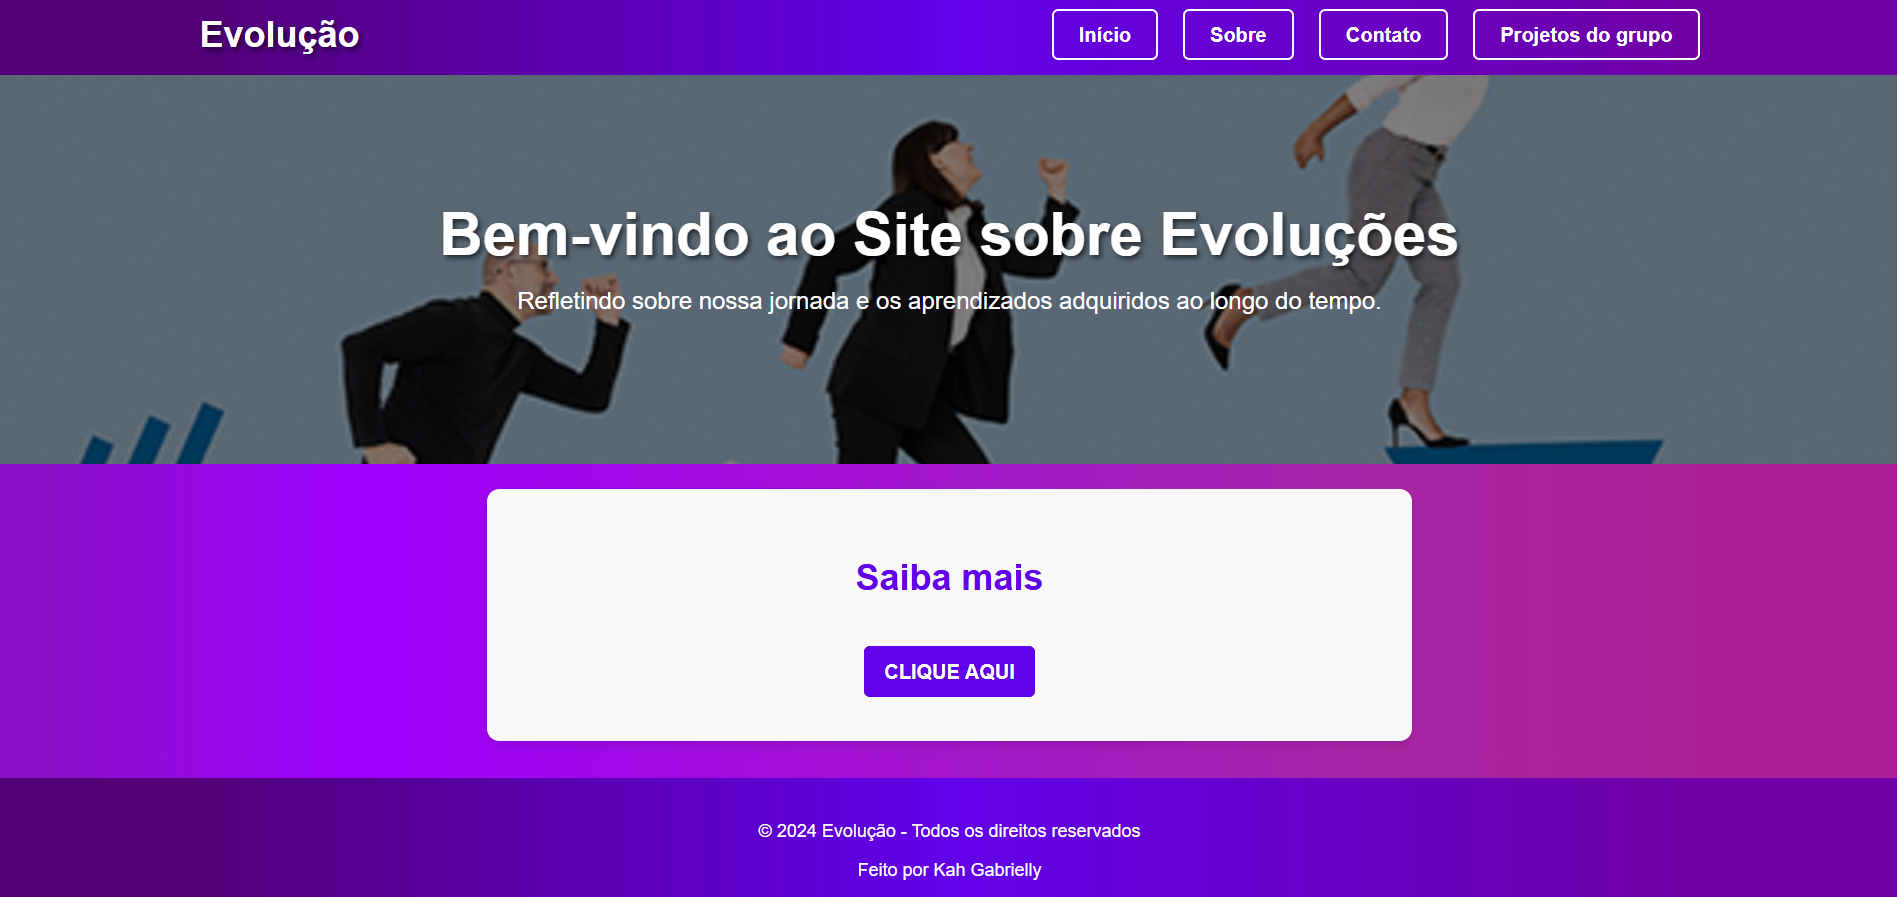 Evolução
Início
Sobre
Contato
Projetos do grupo
Bem-vindo ao Site sobre Evoluções
Refletindo sobre nossa jornada e os aprendizados adquiridos ao longo do tempo.
Saiba mais
CLIQUE AQUI
© 2024 Evolução - Todos os direitos reservados
Feito por Kah Gabrielly